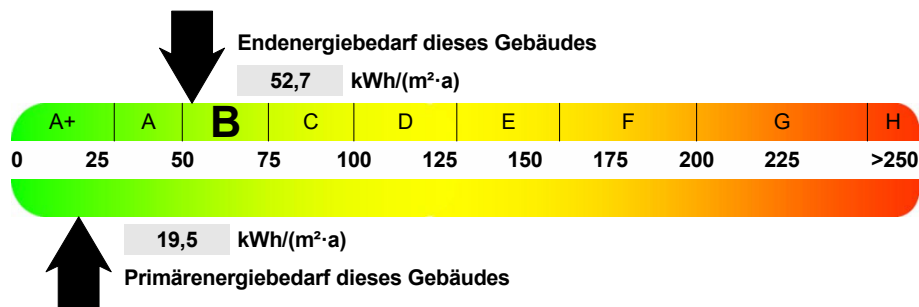 Endenergiebedarf dieses Gebäudes
52,7 kWh/(m²·a)
A+ A B C D E F G H
0 25 50 75 100 125 150 175 200 225 >250
19,5 kWh/(m²·a)
Primärenergiebedarf dieses Gebäudes